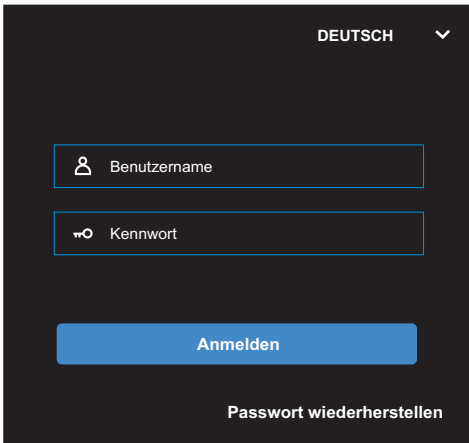 DEUTSCH
Benutzername
Kennwort
Anmelden
Passwort wiederherstellen